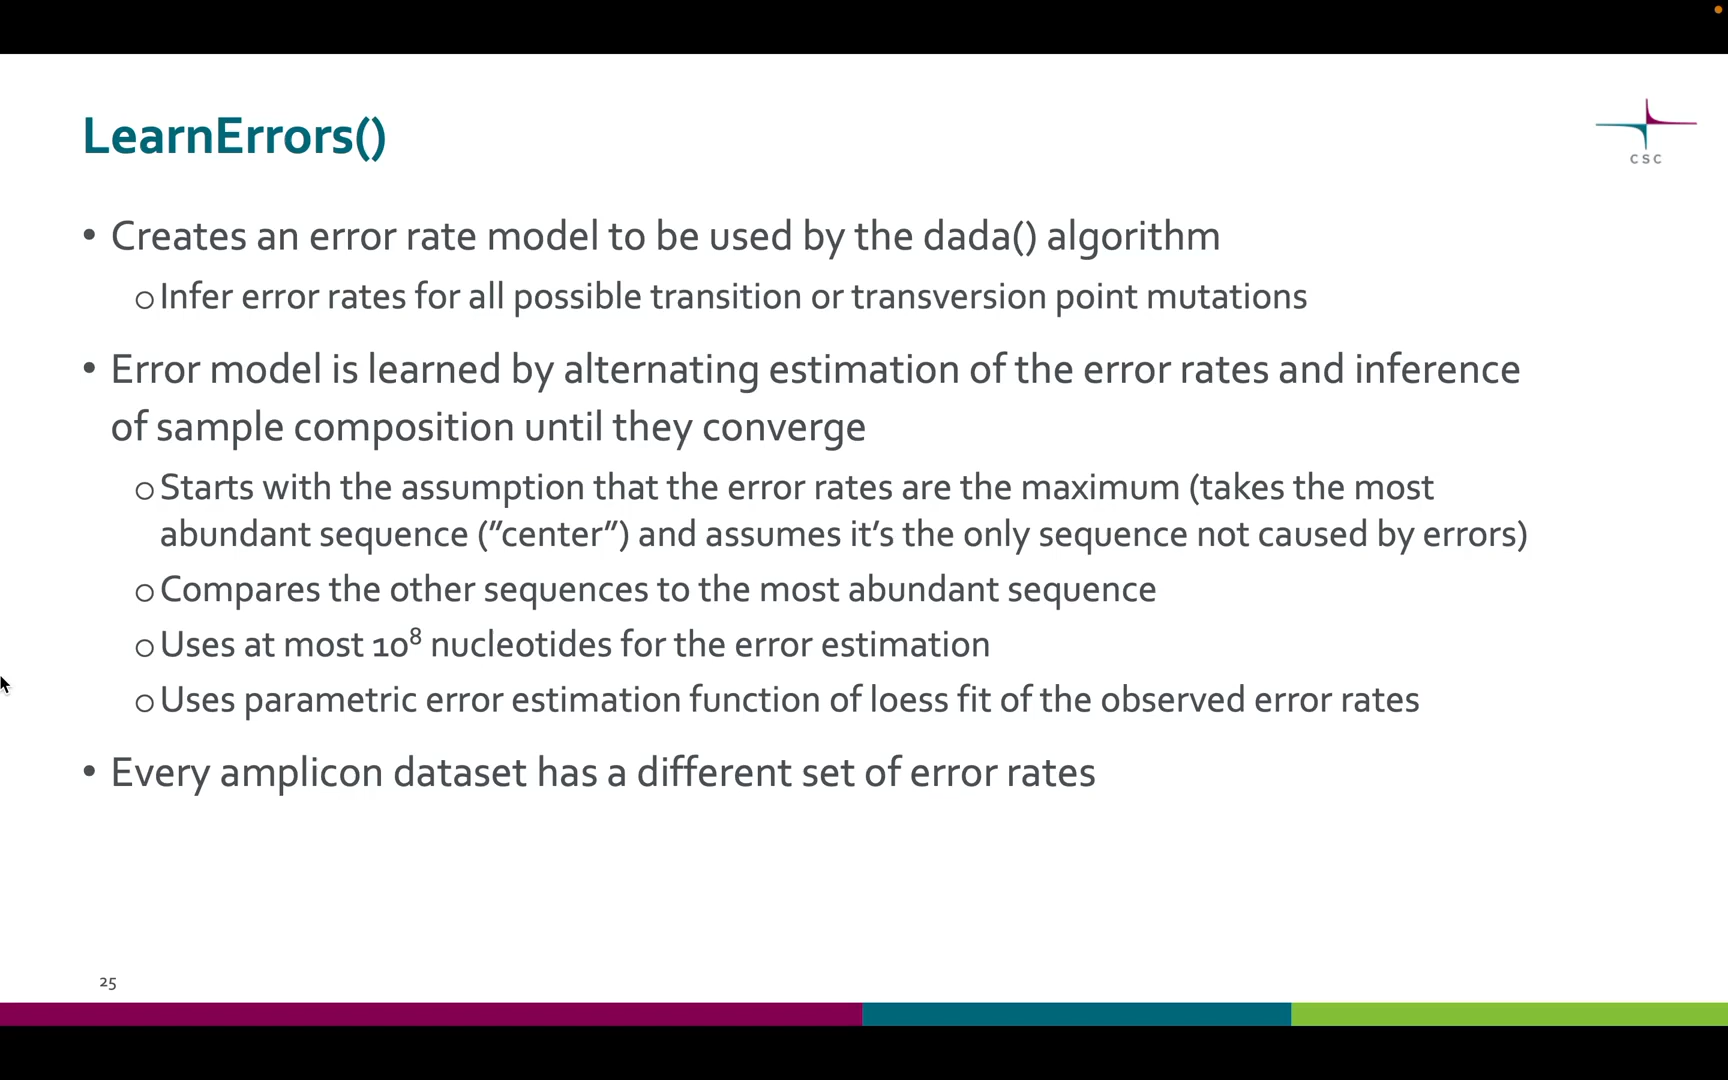 LearnErrors()
CSC
• Creates an error rate model to be used by the dada() algorithm
o Infer error rates for all possible transition or transversion point mutations
• Error model is learned by alternating estimation of the error rates and inference
of sample composition until they converge
o Starts with the assumption that the error rates are the maximum (takes the most
abundant sequence (”center”) and assumes it’s the only sequence not caused by errors)
o Compares the other sequences to the most abundant sequence
o Uses at most 10⁸ nucleotides for the error estimation
o Uses parametric error estimation function of loess fit of the observed error rates
• Every amplicon dataset has a different set of error rates
25